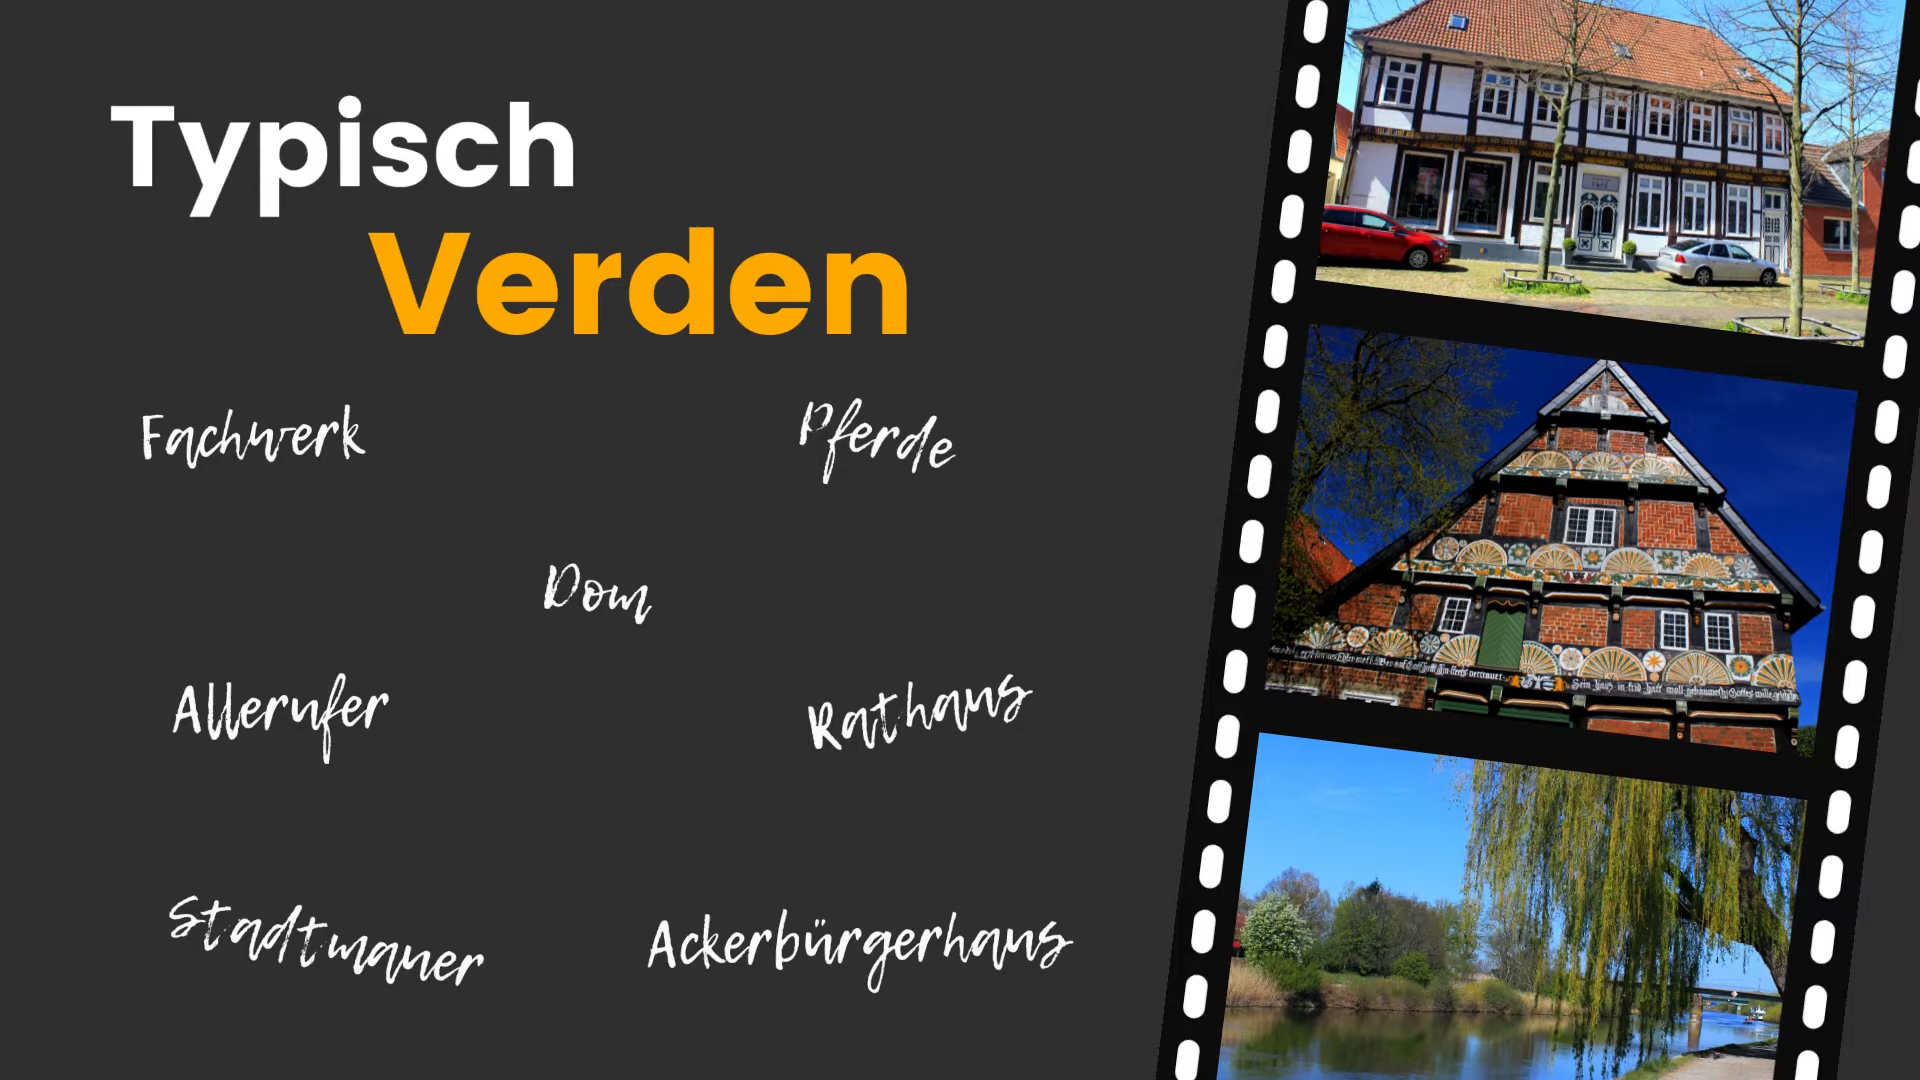 Typisch
Verden
Fachwerk
Pferde
Dom
Allerufer
Rathaus
Stadtmauer
Ackerbürgerhaus